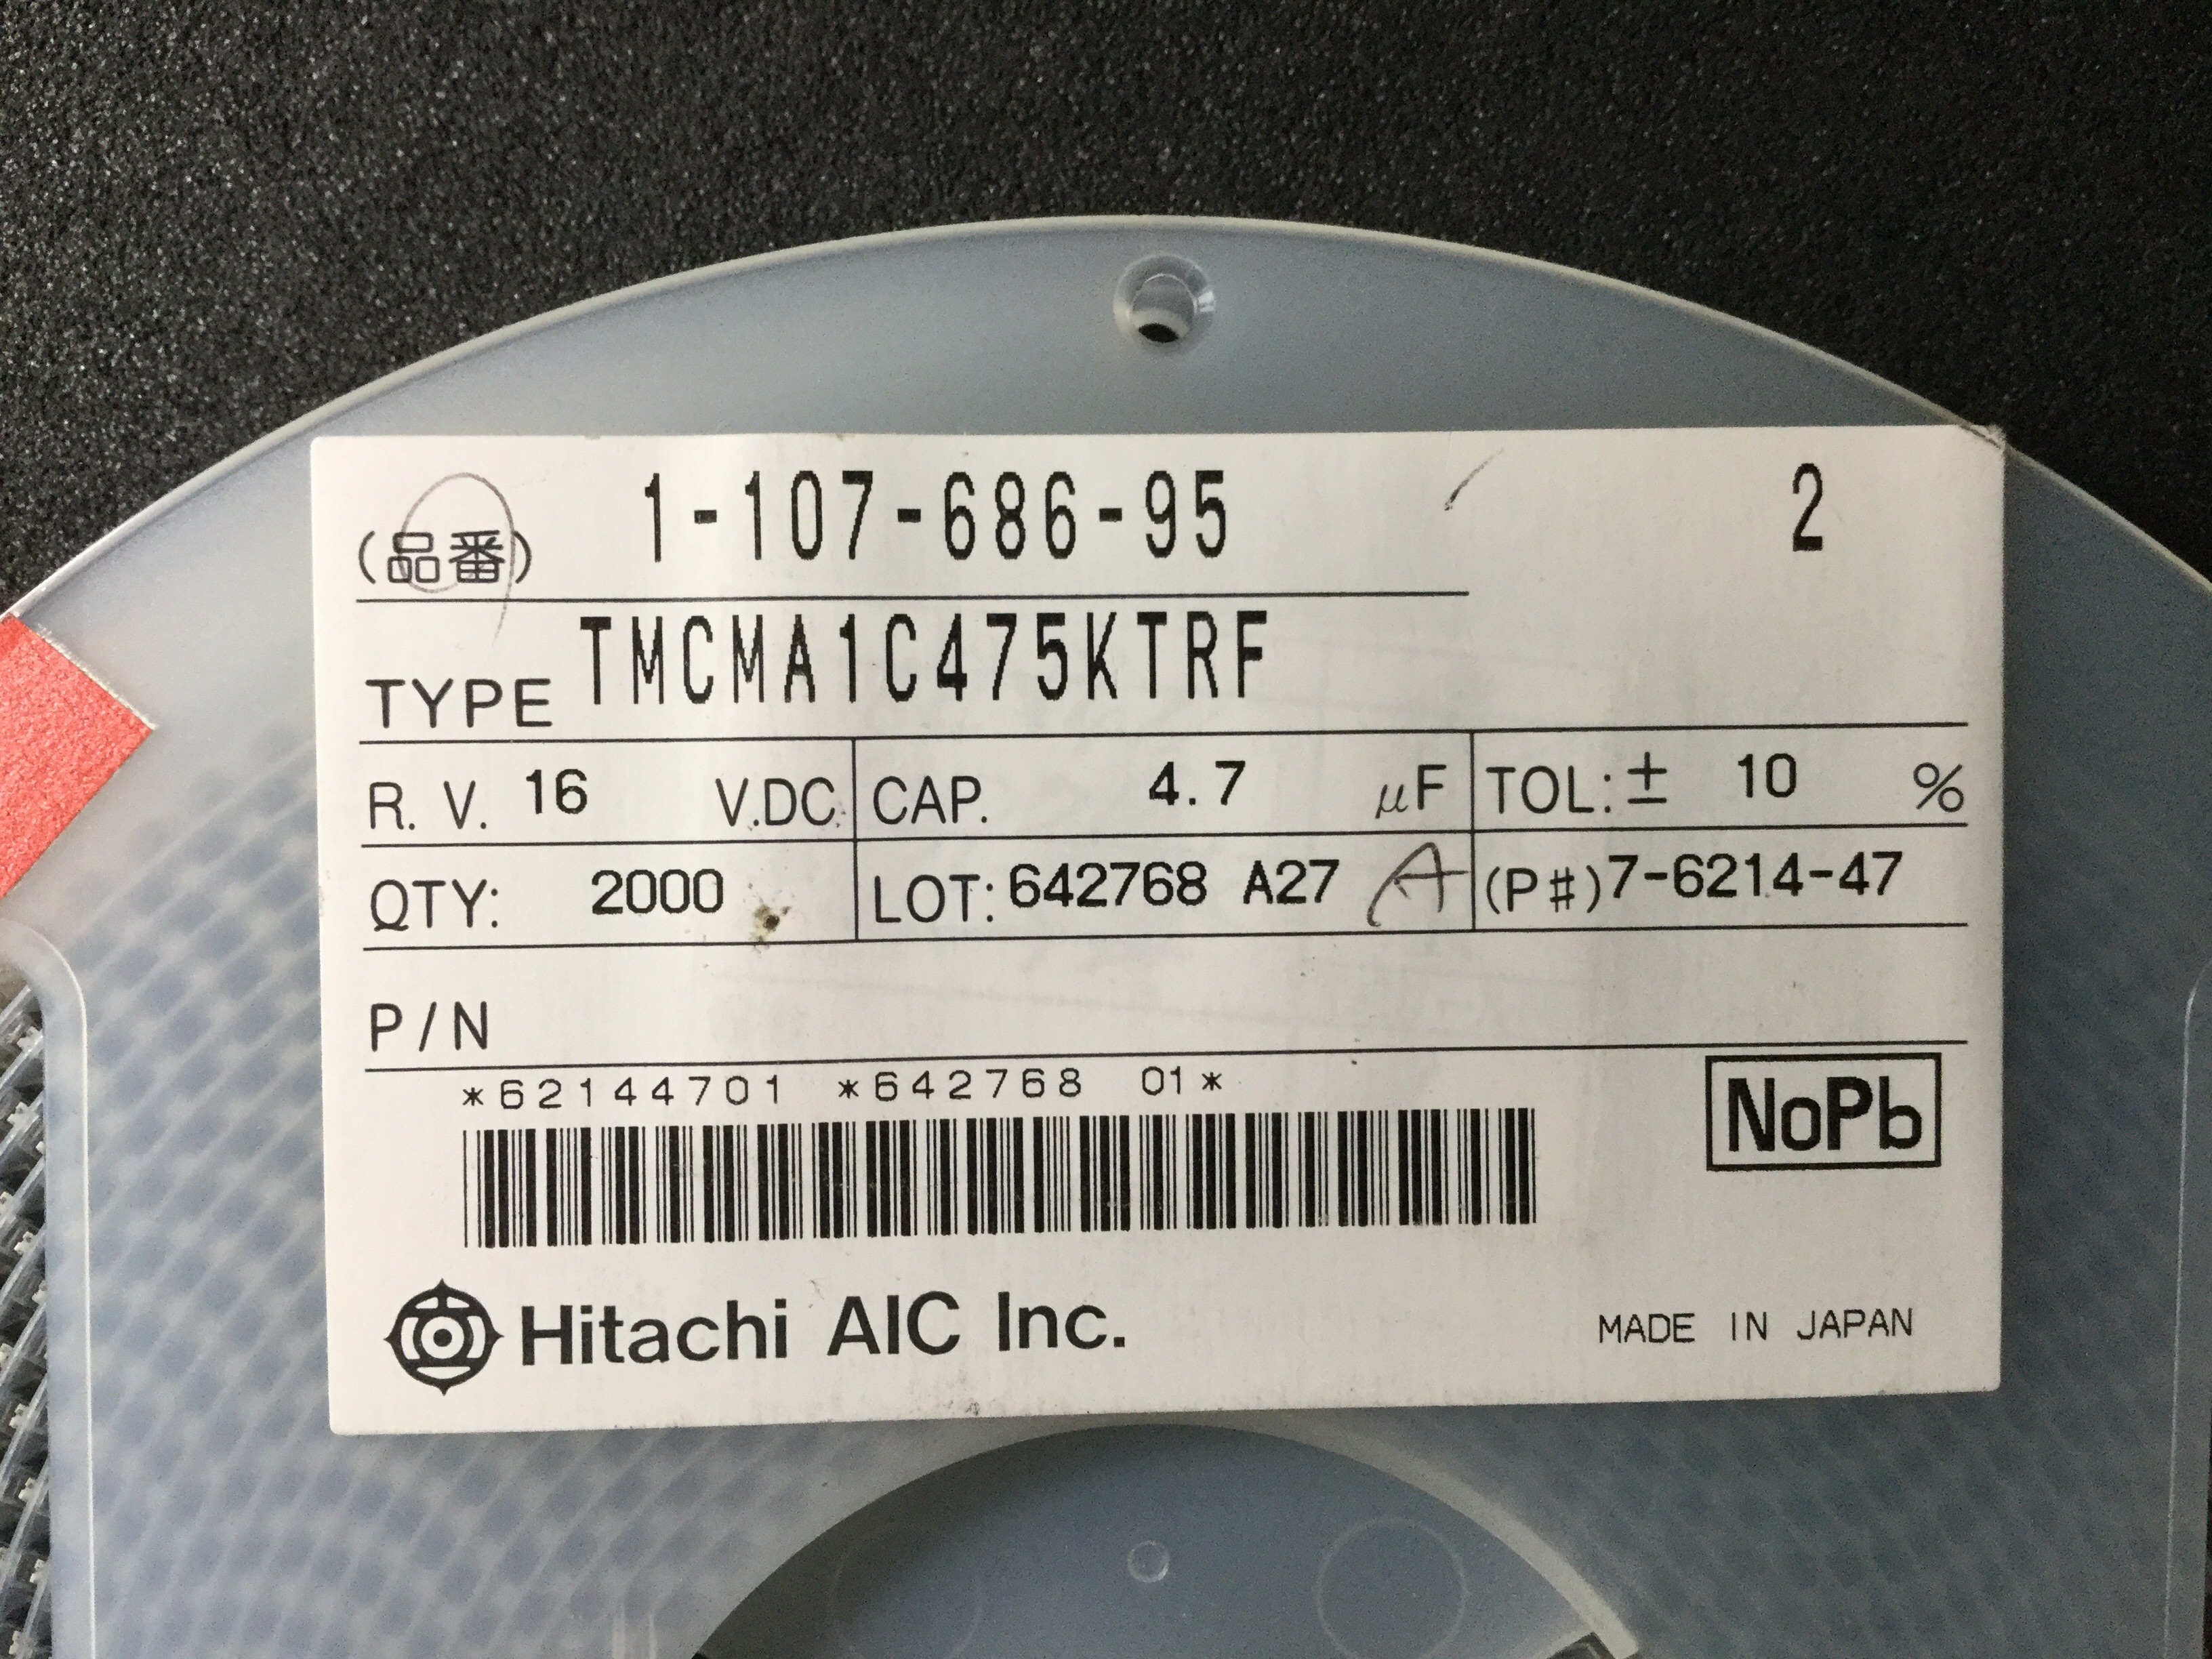 (品番) 1-107-686-95 2
TYPE TMCMA1C475KTRF
R. V. 16 V.DC CAP. 4.7 μF TOL: ± 10 %
QTY: 2000 LOT: 642768 A27 A (P#) 7-6214-47
P/N
*62144701 *642768 01*
NoPb
Hitachi AIC Inc. MADE IN JAPAN